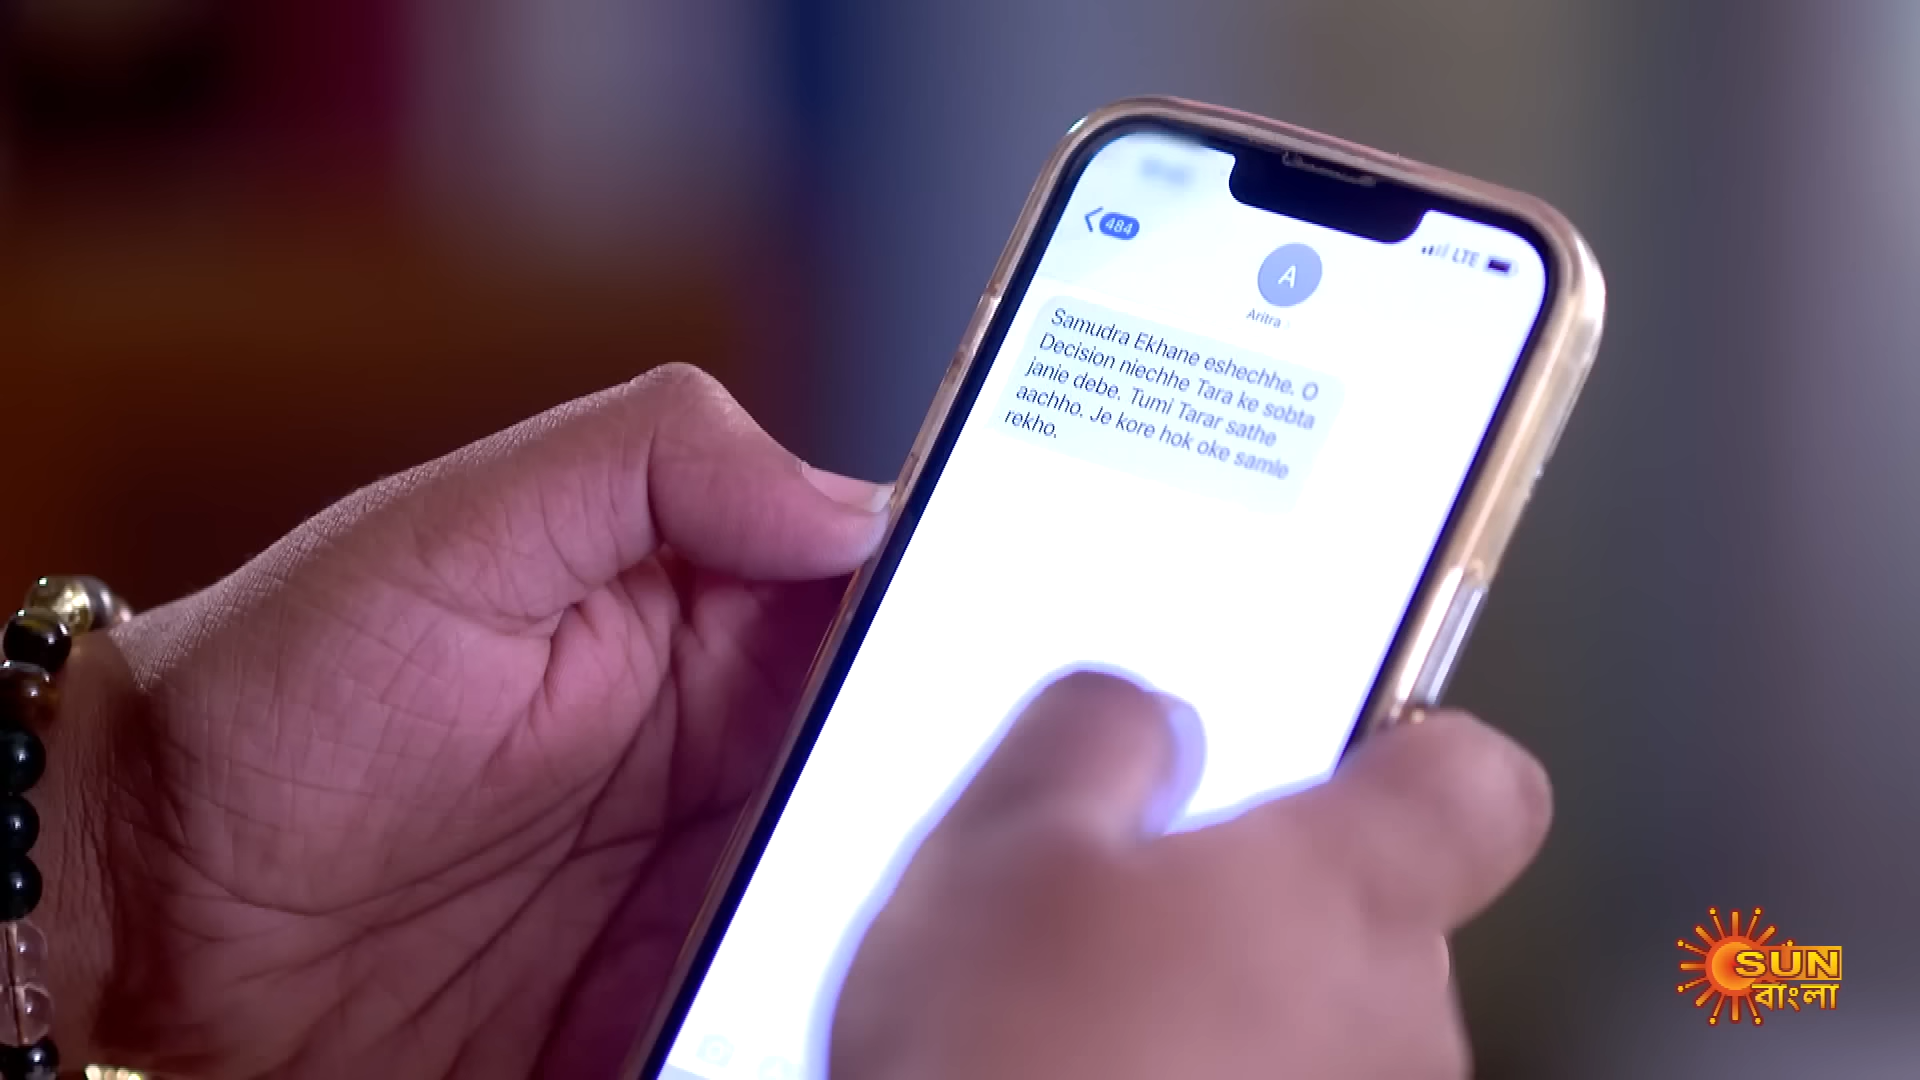 484
LTE
A
Aritra
Samudra Ekhane eshechhe. O
Decision niechhe Tara ke sobta
janie debe. Tumi Tarar sathe
aachho. Je kore hok oke samle
rekho.
SUN
বাংলা